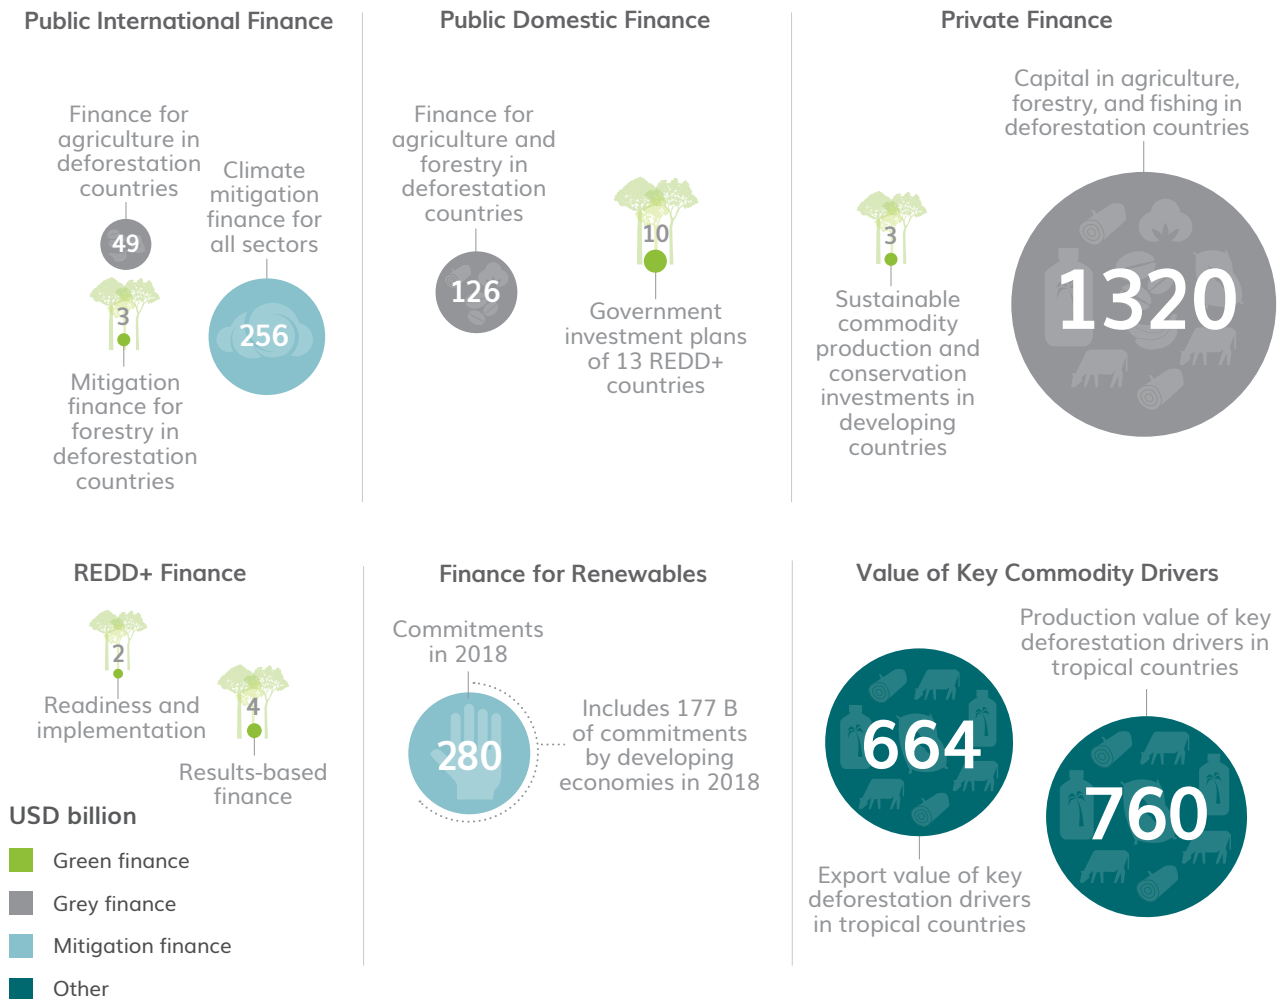 Public International Finance
Finance for
agriculture in
deforestation
countries
49
Climate
mitigation
finance for
all sectors
256
3
Mitigation
finance for
forestry in
deforestation
countries
Public Domestic Finance
Finance for
agriculture and
forestry in
deforestation
countries
126
10
Government
investment plans
of 13 REDD+
countries
Private Finance
Capital in agriculture,
forestry, and fishing in
deforestation countries
1320
3
Sustainable
commodity
production and
conservation
investments in
developing
countries
REDD+ Finance
2
Readiness and
implementation
4
Results-based
finance
Finance for Renewables
Commitments
in 2018
280
Includes 177 B
of commitments
by developing
economies in 2018
Value of Key Commodity Drivers
Production value of key
deforestation drivers in
tropical countries
760
664
Export value of key
deforestation drivers
in tropical countries
USD billion
Green finance
Grey finance
Mitigation finance
Other